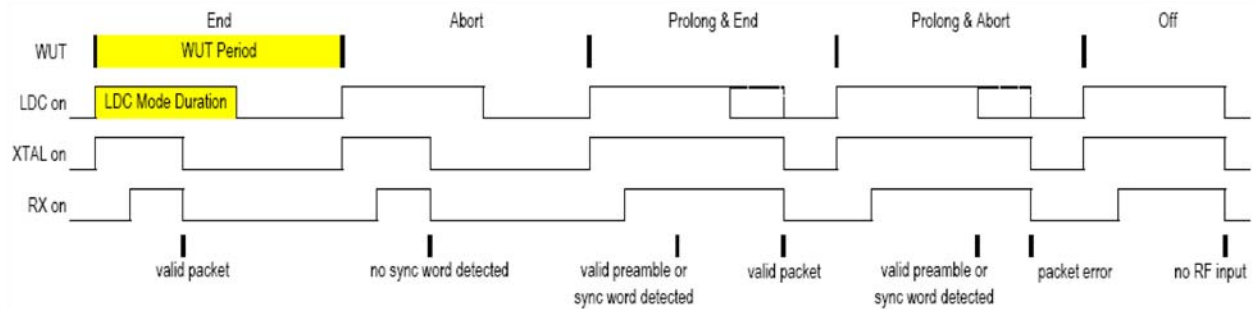 End Abort Prolong & End Prolong & Abort Off
WUT WUT Period
LDC on LDC Mode Duration
XTAL on
RX on
valid packet
no sync word detected
valid preamble or
sync word detected
valid packet
valid preamble or
sync word detected
packet error
no RF input